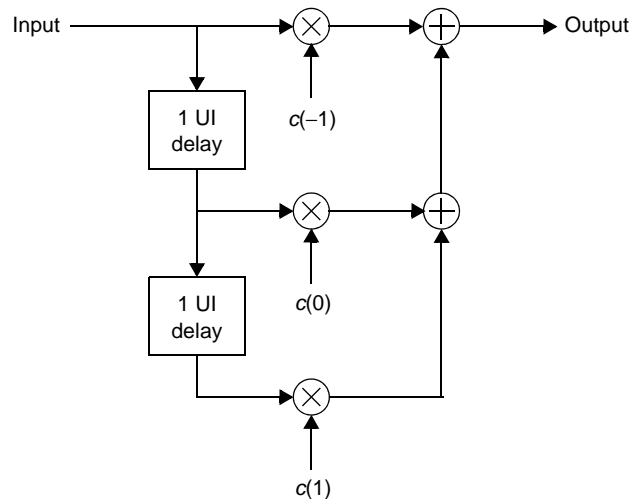 Input
Output
1 UI
delay
c(−1)
1 UI
delay
c(0)
c(1)